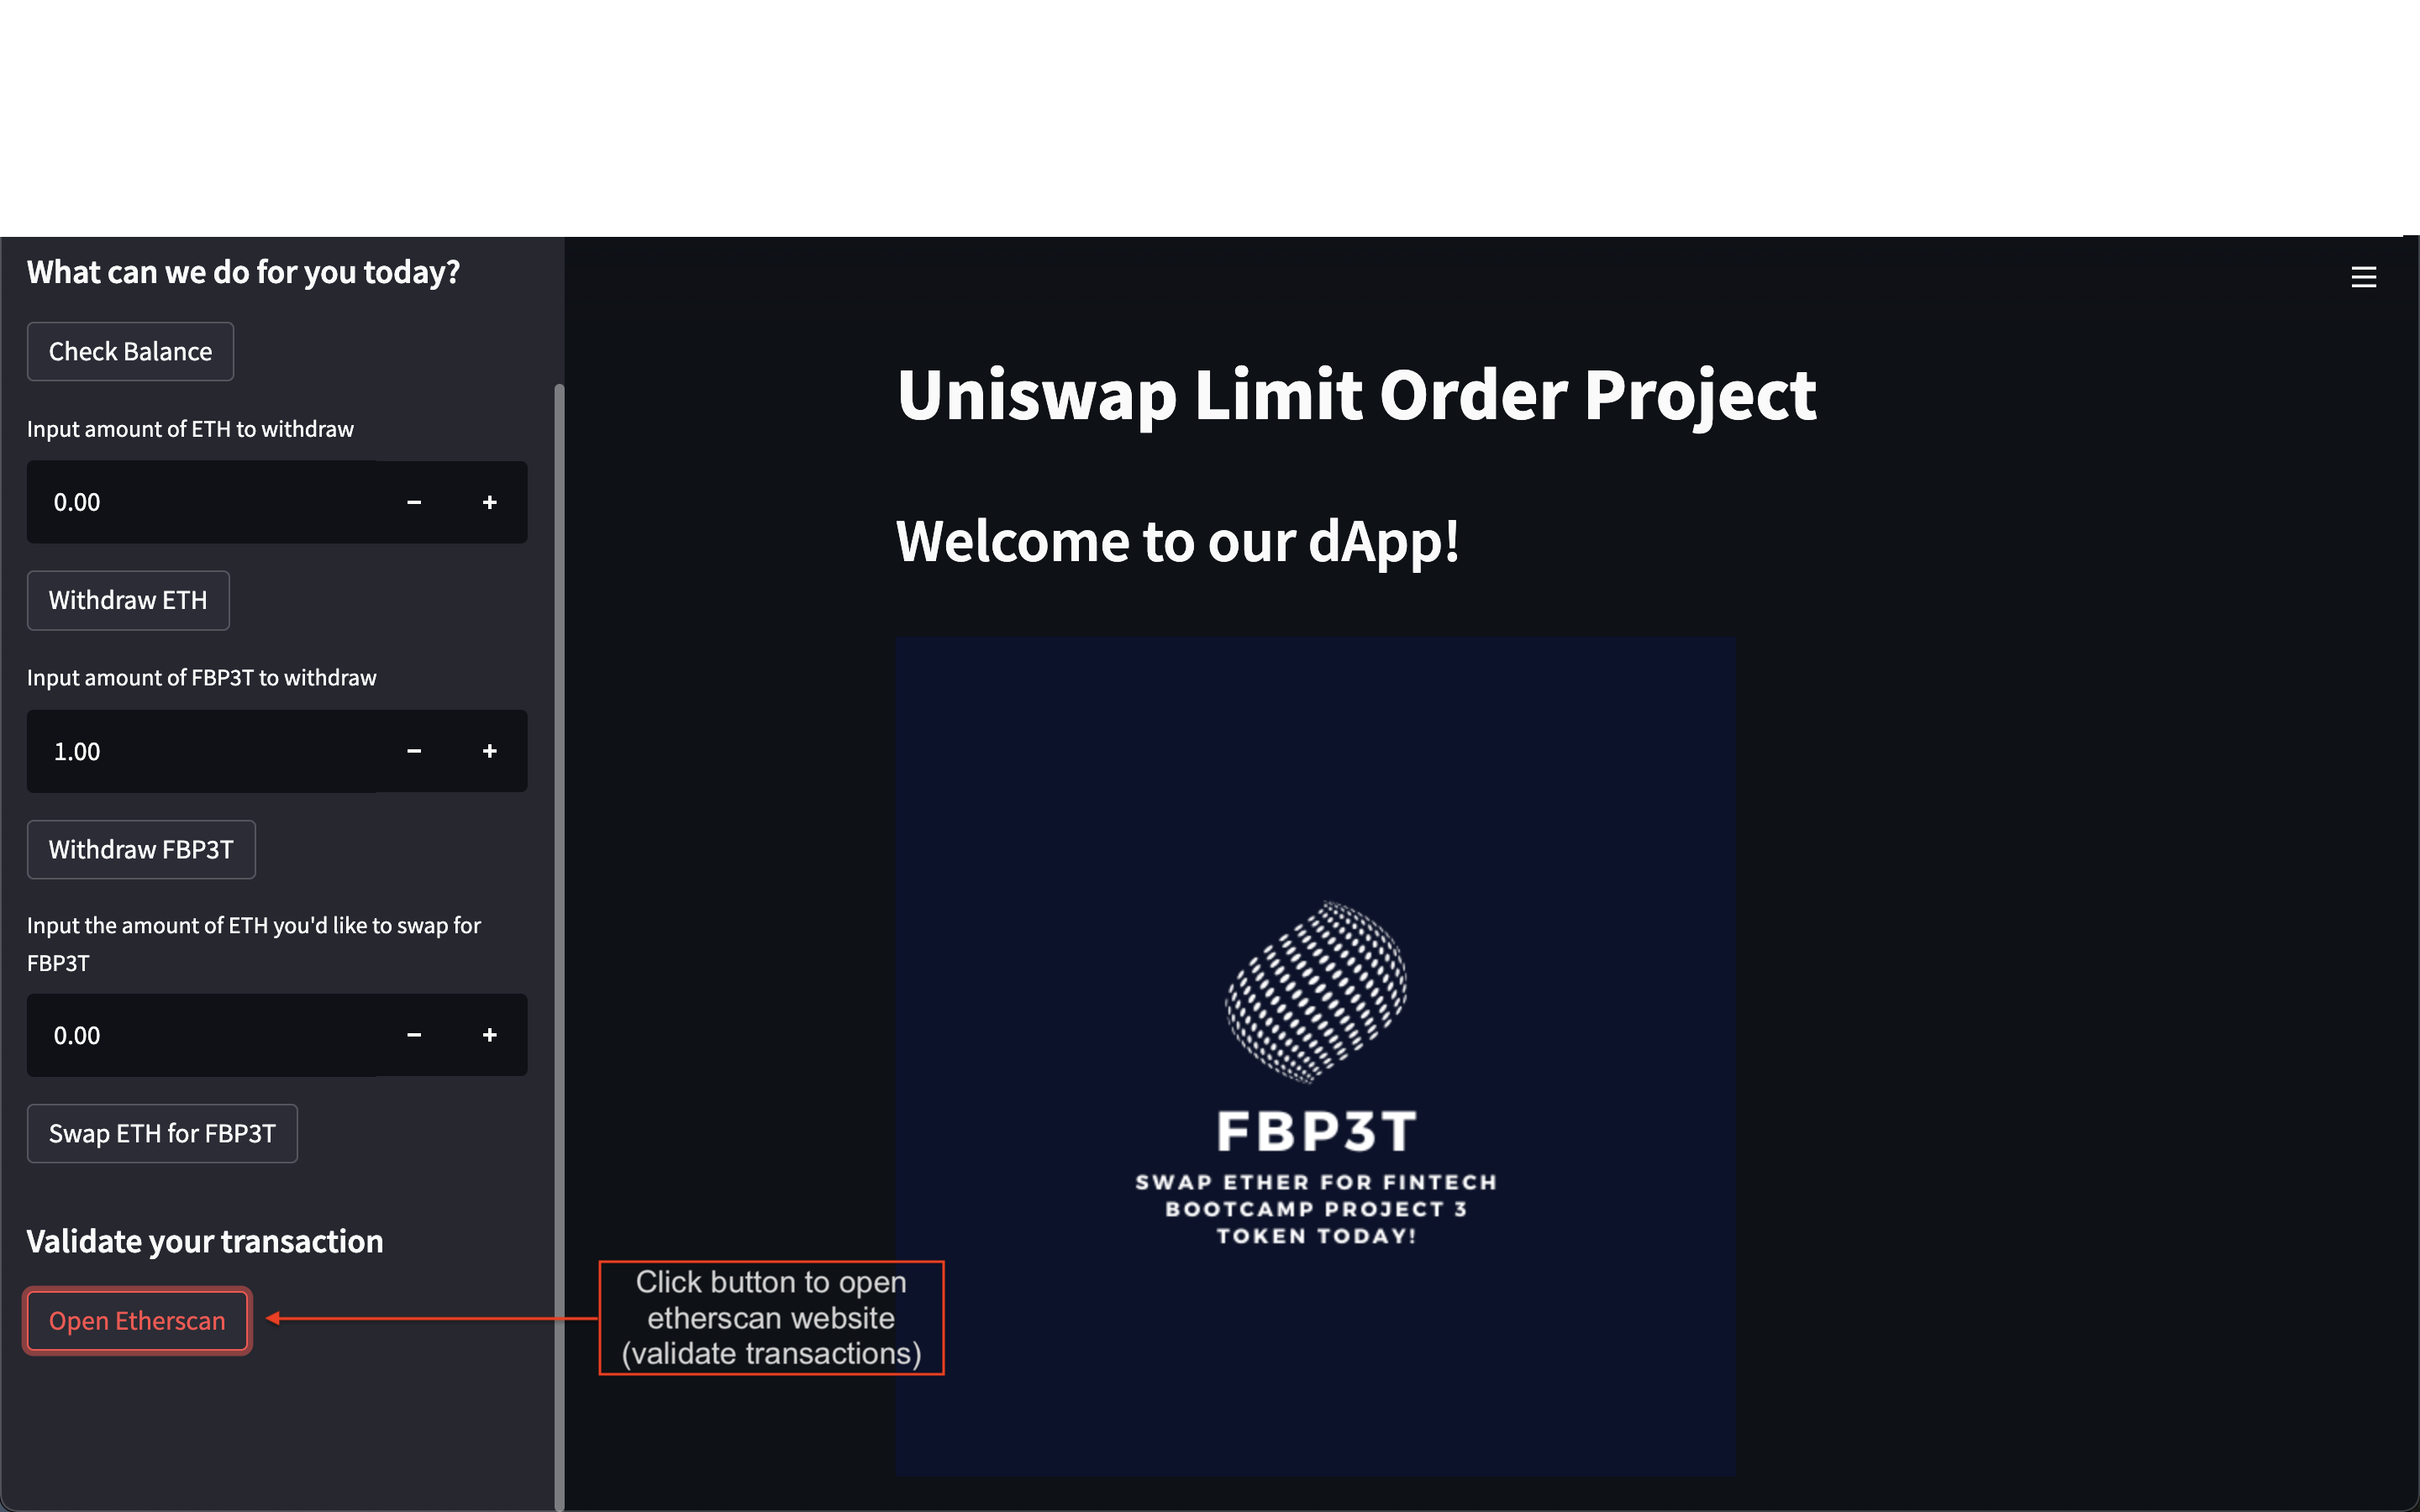 What can we do for you today?
Check Balance
Input amount of ETH to withdraw
0.00
Withdraw ETH
Input amount of FBP3T to withdraw
1.00
Withdraw FBP3T
Input the amount of ETH you'd like to swap for
FBP3T
0.00
Swap ETH for FBP3T
Validate your transaction
Open Etherscan
Uniswap Limit Order Project
Welcome to our dApp!
FBP3T
SWAP ETHER FOR FINTECH
BOOTCAMP PROJECT 3
TOKEN TODAY!
Click button to open
etherscan website
(validate transactions)